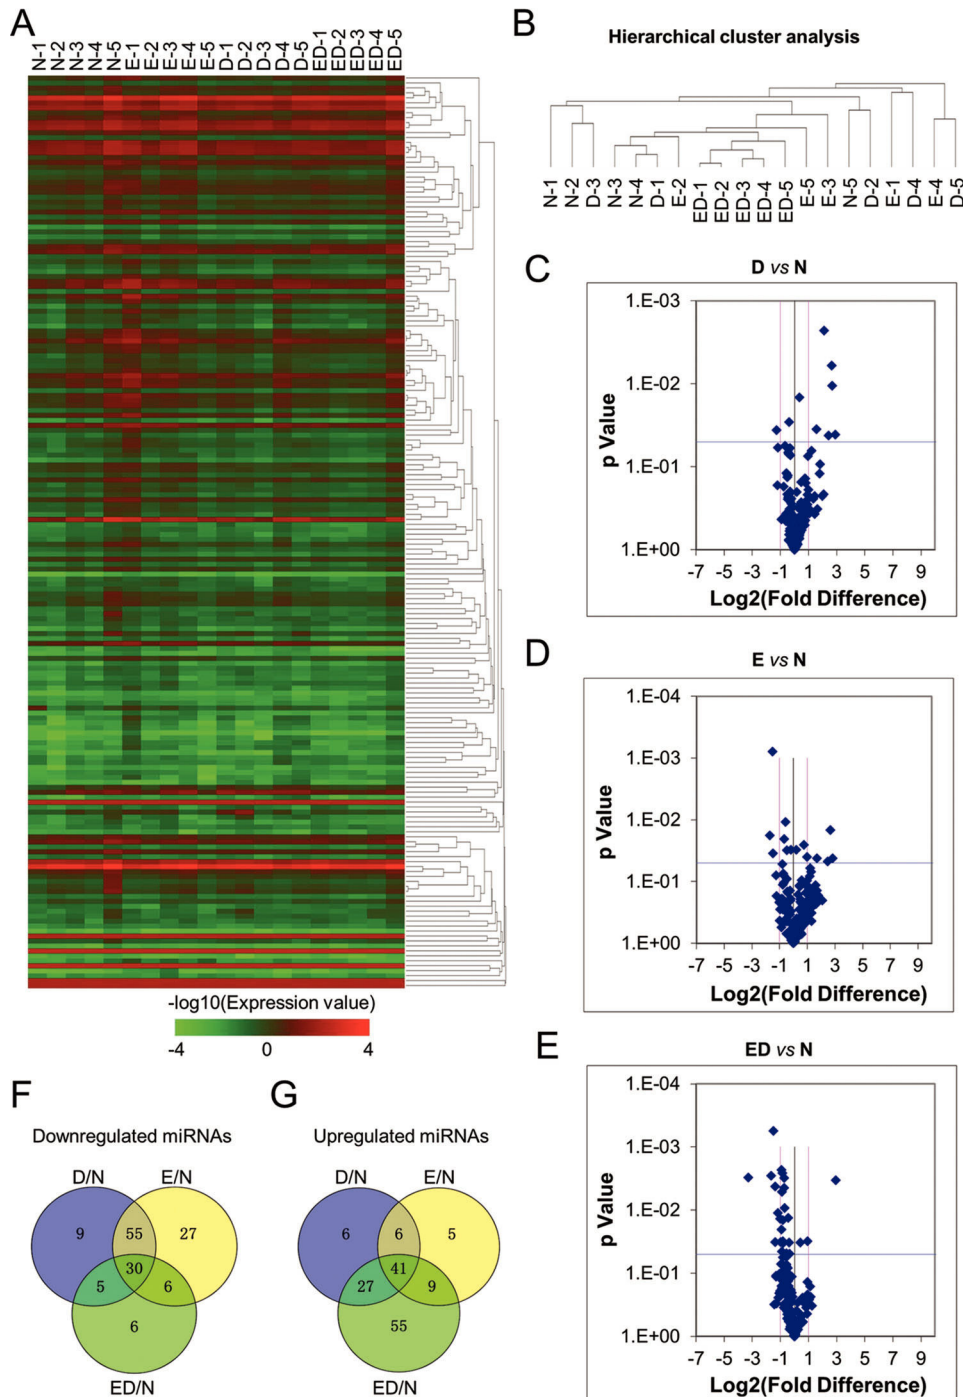 A
N-1 N-2 N-3 N-4 N-5 E-1 E-2 E-3 E-4 E-5 D-1 D-2 D-3 D-4 D-5 ED-1 ED-2 ED-3 ED-4 ED-5
-log10(Expression value)
-4 0 4
B
Hierarchical cluster analysis
N-1 N-2 D-3 N-3 N-4 D-1 E-2 ED-1 ED-2 ED-3 ED-4 ED-5 E-5 E-3 N-5 D-2 E-1 D-4 E-4 D-5
C
D vs N
p Value
1.E-03
1.E-02
1.E-01
1.E+00
-7 -5 -3 -1 1 3 5 7 9
Log2(Fold Difference)
D
E vs N
p Value
1.E-04
1.E-03
1.E-02
1.E-01
1.E+00
-7 -5 -3 -1 1 3 5 7 9
Log2(Fold Difference)
E
ED vs N
p Value
1.E-04
1.E-03
1.E-02
1.E-01
1.E+00
-7 -5 -3 -1 1 3 5 7 9
Log2(Fold Difference)
F
Downregulated miRNAs
D/N E/N
9 55 27
30
5 6
6
ED/N
G
Upregulated miRNAs
D/N E/N
6 6 5
41
27 9
55
ED/N